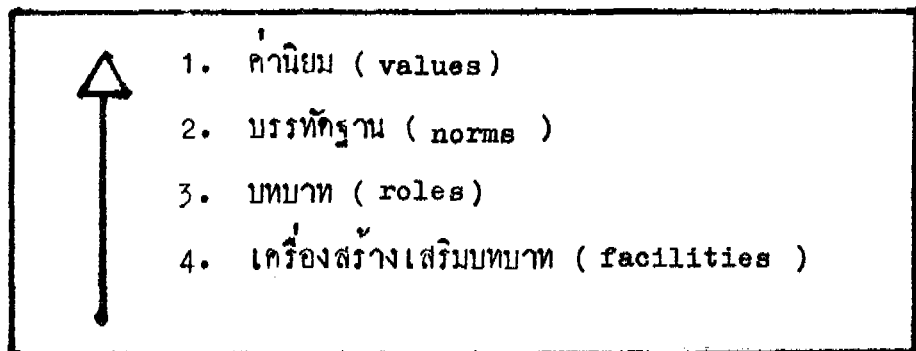 1. ค่านิยม ( values )
2. บรรทัดฐาน ( norms )
3. บทบาท ( roles )
4. เครื่องสร้างเสริมบทบาท ( facilities )